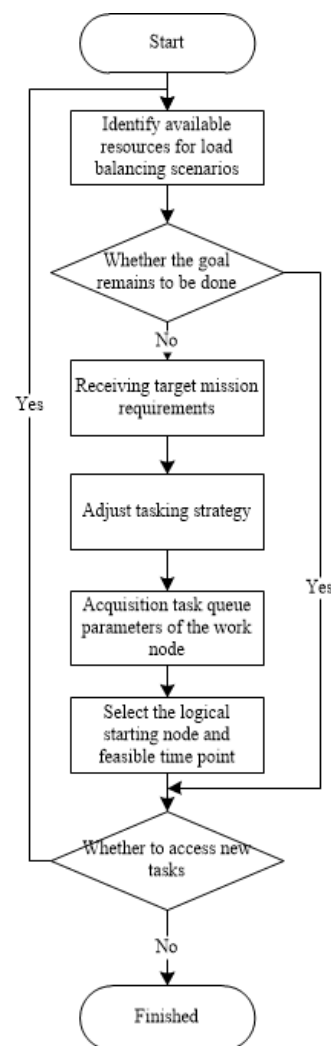 Start
Identify available
resources for load
balancing scenarios
Whether the goal
remains to be done
No
Receiving target mission
requirements
Yes
Adjust tasking strategy
Yes
Acquisition task queue
parameters of the work
node
Select the logical
starting node and
feasible time point
Whether to access new
tasks
No
Finished